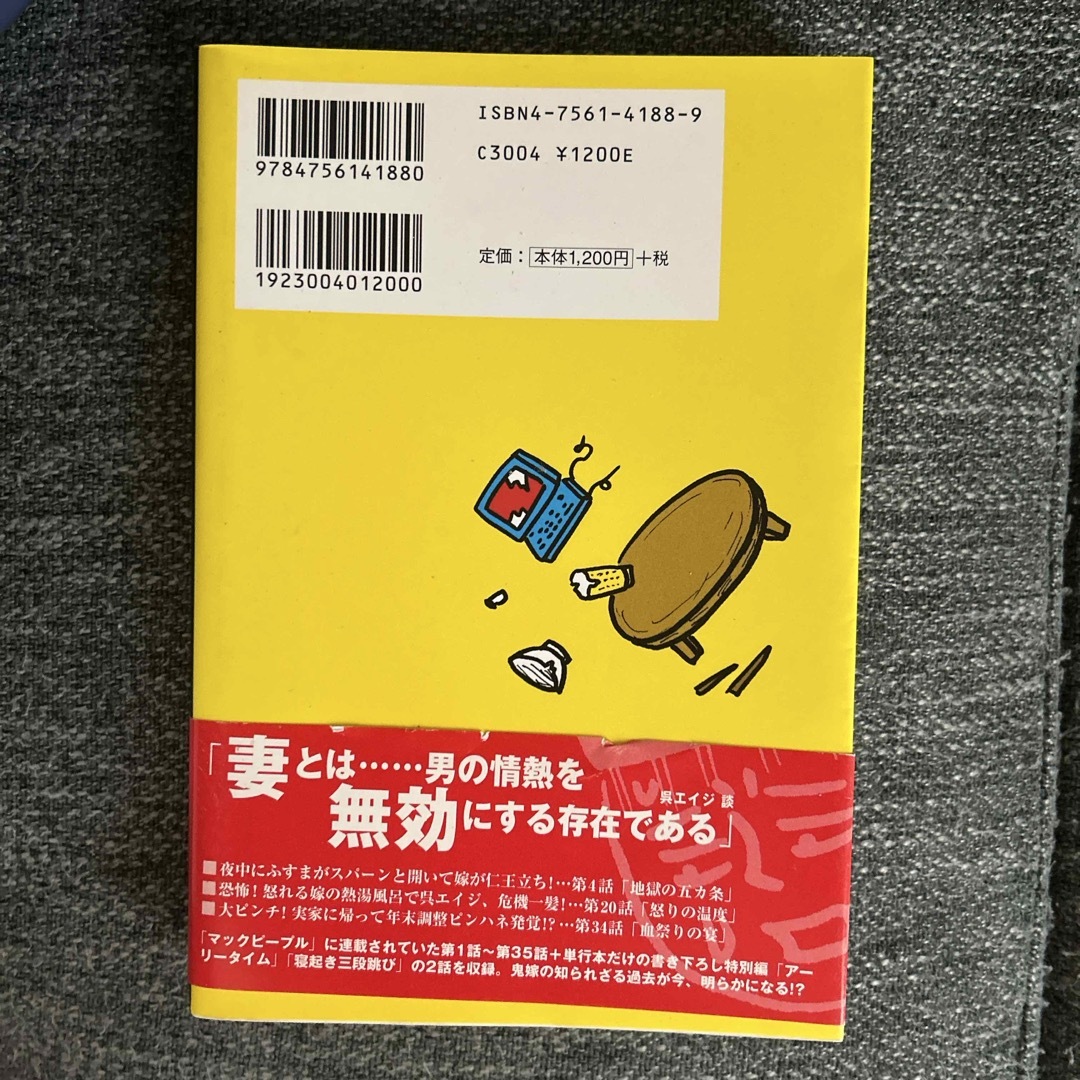 ISBN4-7561-4188-9
C3004 ¥1200E
9784756141880
定価：本体1,200円＋税
1923004012000
「妻とは……男の情熱を
無効にする存在である」
呉エイジ 談
■夜中にふすまがスパーンと開いて嫁が仁王立ち！…第4話「地獄の五カ条」
■恐怖！怒れる嫁の熱湯風呂で呉エイジ、危機一髪！…第20話「怒りの温度」
■大ピンチ！実家に帰って年末調整ピンハネ発覚!?…第34話「血祭りの宴」
「マックピープル」に連載されていた第1話〜第35話＋単行本だけの書き下ろし特別編「アー
リータイム」「寝起き三段跳び」の2話を収録。鬼嫁の知られざる過去が今、明らかになる!?